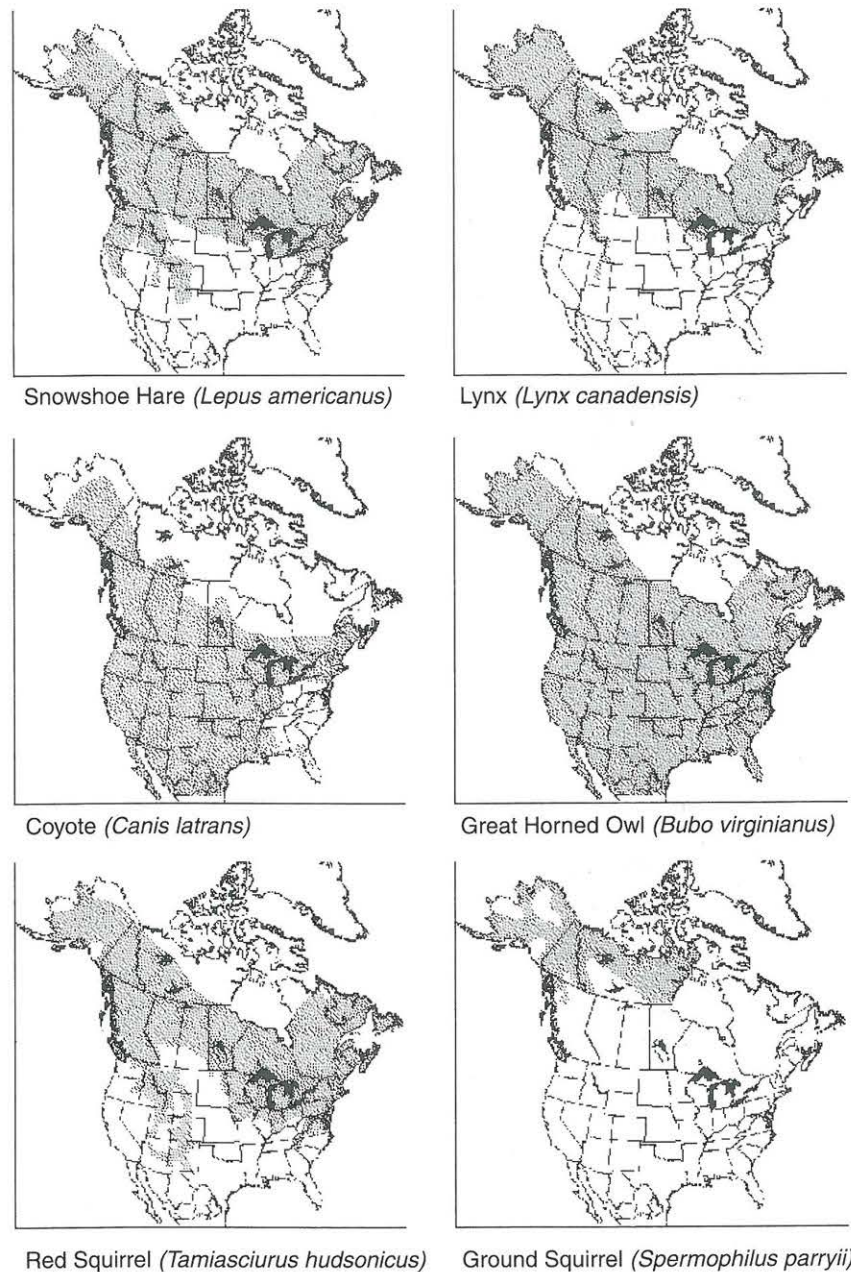 Snowshoe Hare (Lepus americanus)
Lynx (Lynx canadensis)
Coyote (Canis latrans)
Great Horned Owl (Bubo virginianus)
Red Squirrel (Tamiasciurus hudsonicus)
Ground Squirrel (Spermophilus parryii)